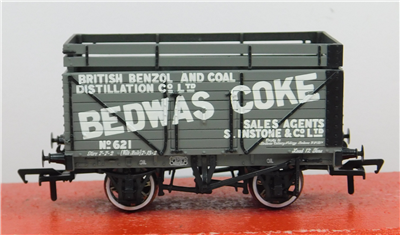 BRITISH BENZOL AND COAL
DISTILLATION CO LTD
BEDWAS COKE
SALES AGENTS
S.INSTONE & CO LTD
No 621